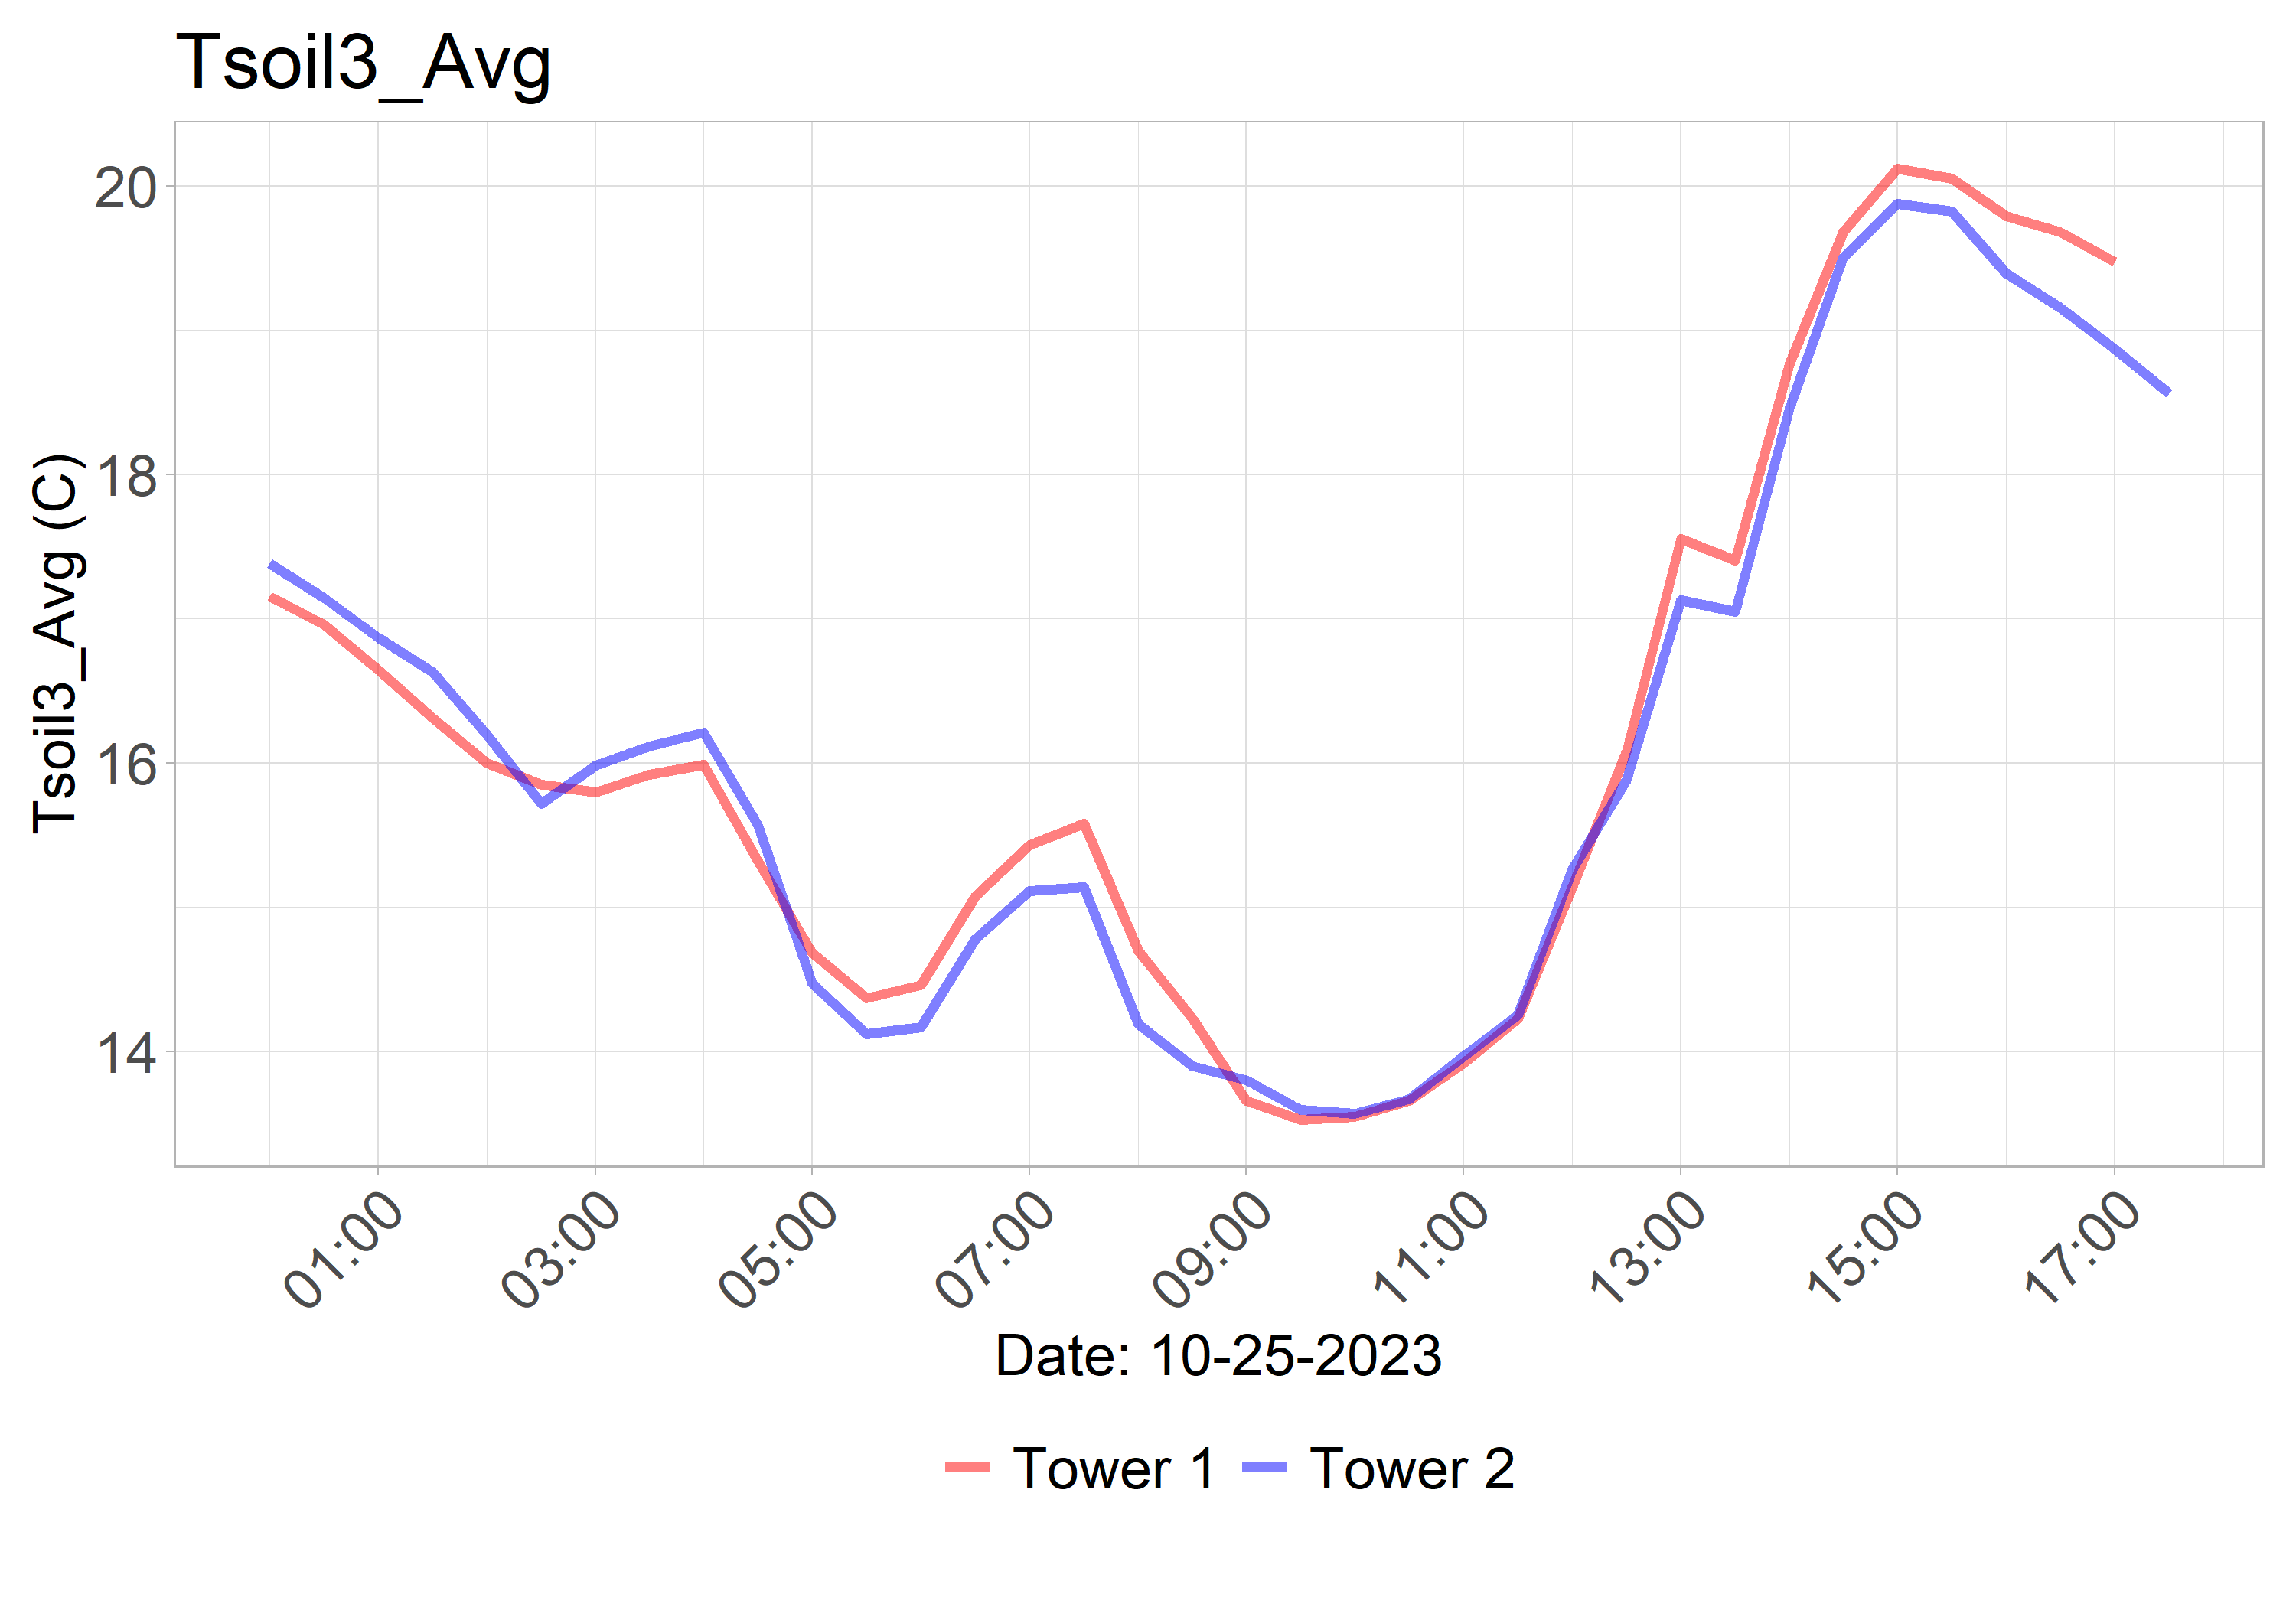 Tsoil3_Avg
Tsoil3_Avg (C)
20
18
16
14
01:00 03:00 05:00 07:00 09:00 11:00 13:00 15:00 17:00
Date: 10-25-2023
Tower 1 Tower 2